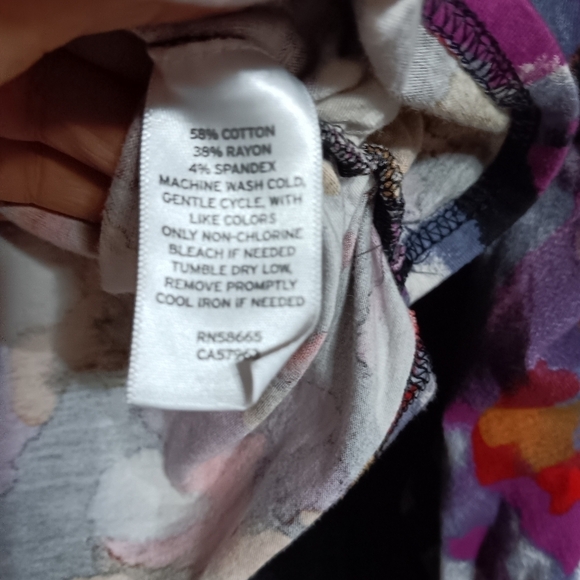 58% COTTON
38% RAYON
4% SPANDEX
MACHINE WASH COLD,
GENTLE CYCLE, WITH
LIKE COLORS
ONLY NON-CHLORINE
BLEACH IF NEEDED
TUMBLE DRY LOW,
REMOVE PROMPTLY
COOL IRON IF NEEDED
RN58665